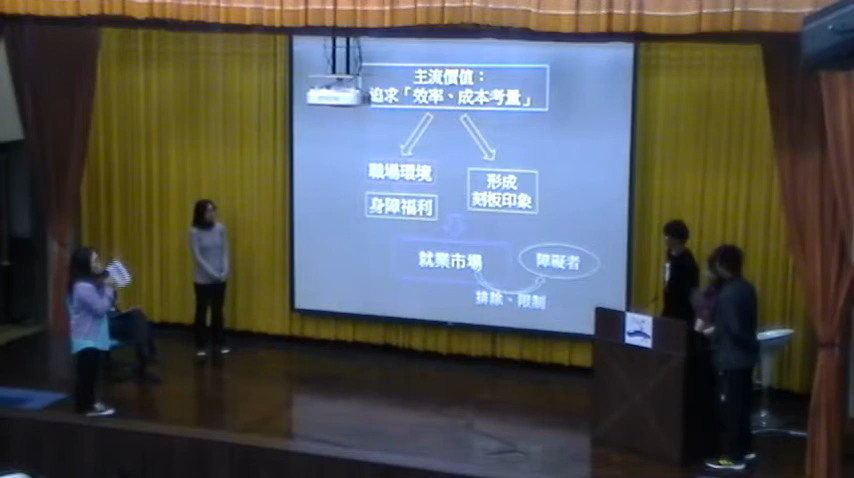 主流價值：
追求「效率、成本考量」
職場環境
身障福利
形成
刻板印象
就業市場
障礙者
排除、限制